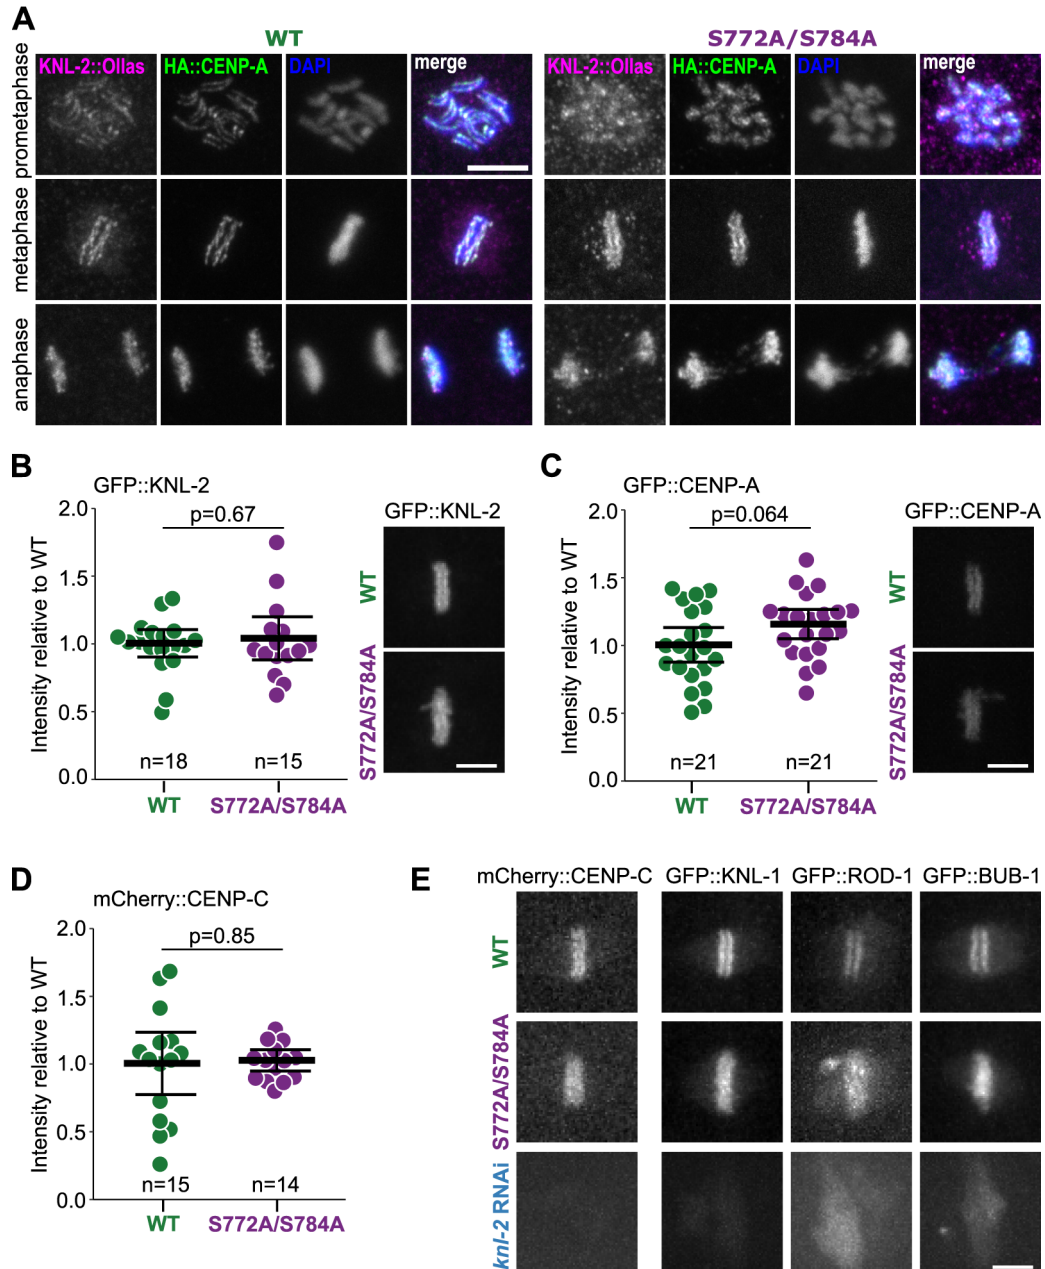 A
WT
S772A/S784A
KNL-2::Ollas HA::CENP-A DAPI merge
KNL-2::Ollas HA::CENP-A DAPI merge
prometaphase
metaphase
anaphase
B
GFP::KNL-2
Intensity relative to WT
2.0
1.5
1.0
0.5
0.0
p=0.67
n=18 n=15
WT S772A/S784A
GFP::KNL-2
WT
S772A/S784A
C
GFP::CENP-A
Intensity relative to WT
2.0
1.5
1.0
0.5
0.0
p=0.064
n=21 n=21
WT S772A/S784A
GFP::CENP-A
WT
S772A/S784A
D
mCherry::CENP-C
Intensity relative to WT
2.0
1.5
1.0
0.5
0.0
p=0.85
n=15 n=14
WT S772A/S784A
E
mCherry::CENP-C GFP::KNL-1 GFP::ROD-1 GFP::BUB-1
WT
S772A/S784A
knl-2 RNAi